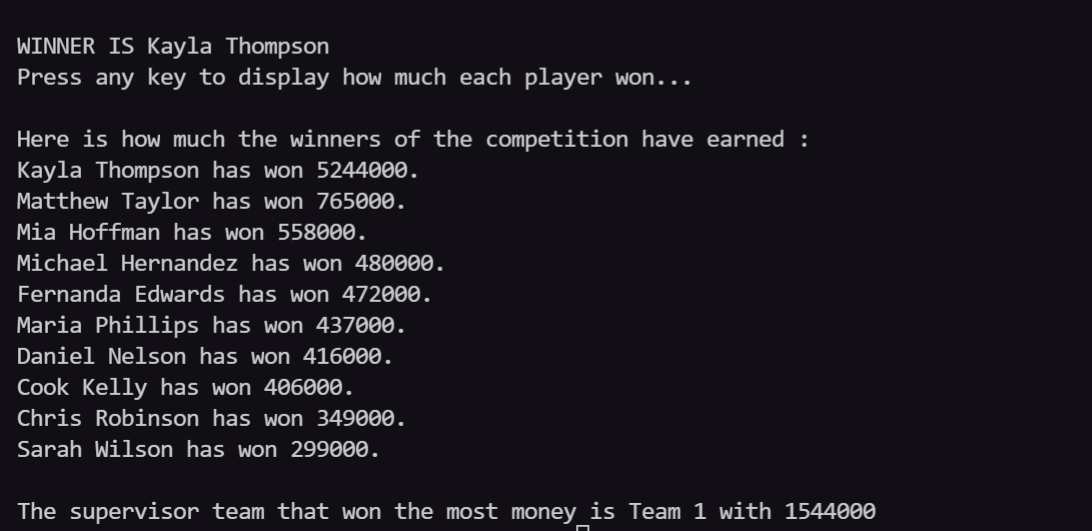 WINNER IS Kayla Thompson
Press any key to display how much each player won...
Here is how much the winners of the competition have earned :
Kayla Thompson has won 5244000.
Matthew Taylor has won 765000.
Mia Hoffman has won 558000.
Michael Hernandez has won 480000.
Fernanda Edwards has won 472000.
Maria Phillips has won 437000.
Daniel Nelson has won 416000.
Cook Kelly has won 406000.
Chris Robinson has won 349000.
Sarah Wilson has won 299000.
The supervisor team that won the most money is Team 1 with 1544000